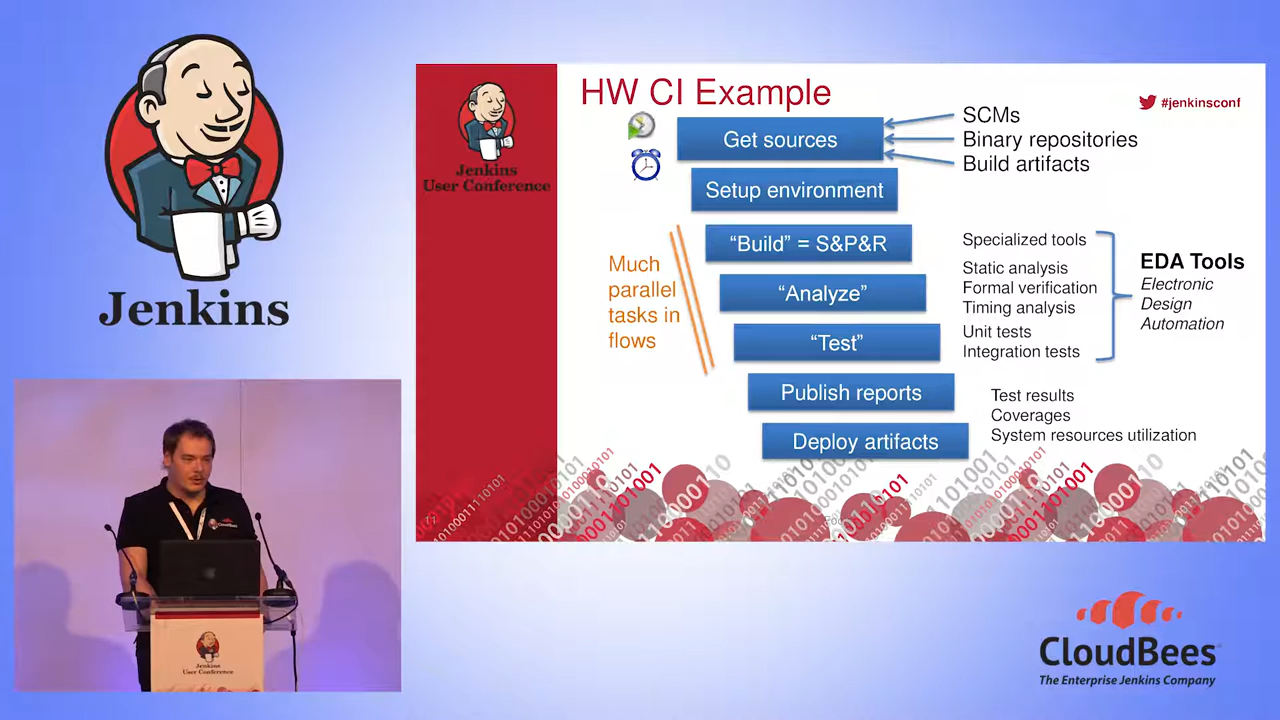 Jenkins
Jenkins
User Conference
HW CI Example
#jenkinsconf
Get sources
SCMs
Binary repositories
Build artifacts
Setup environment
“Build” = S&P&R
“Analyze”
“Test”
Publish reports
Deploy artifacts
Much
parallel
tasks in
flows
Specialized tools
Static analysis
Formal verification
Timing analysis
Unit tests
Integration tests
EDA Tools
Electronic
Design
Automation
Test results
Coverages
System resources utilization
CloudBees
Jenkins
User Conference
CloudBees
The Enterprise Jenkins Company